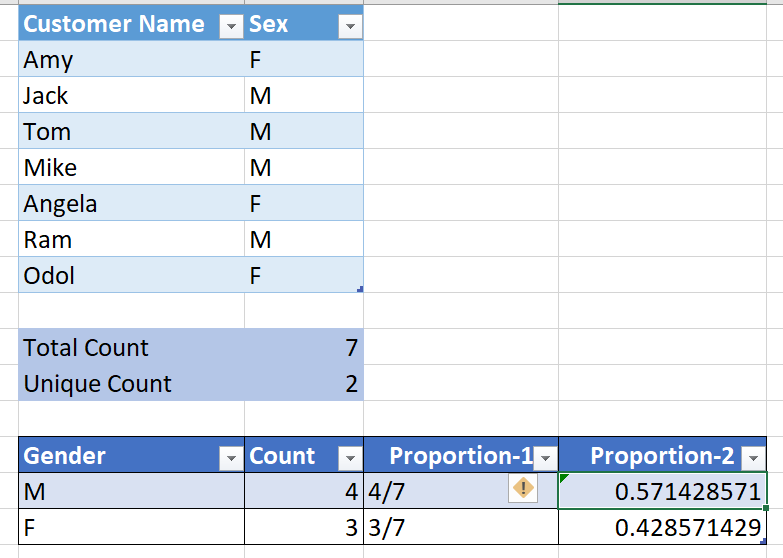 Customer Name Sex
Amy F
Jack M
Tom M
Mike M
Angela F
Ram M
Odol F
Total Count 7
Unique Count 2
Gender Count Proportion-1 Proportion-2
M 4 4/7 ! 0.571428571
F 3 3/7 0.428571429